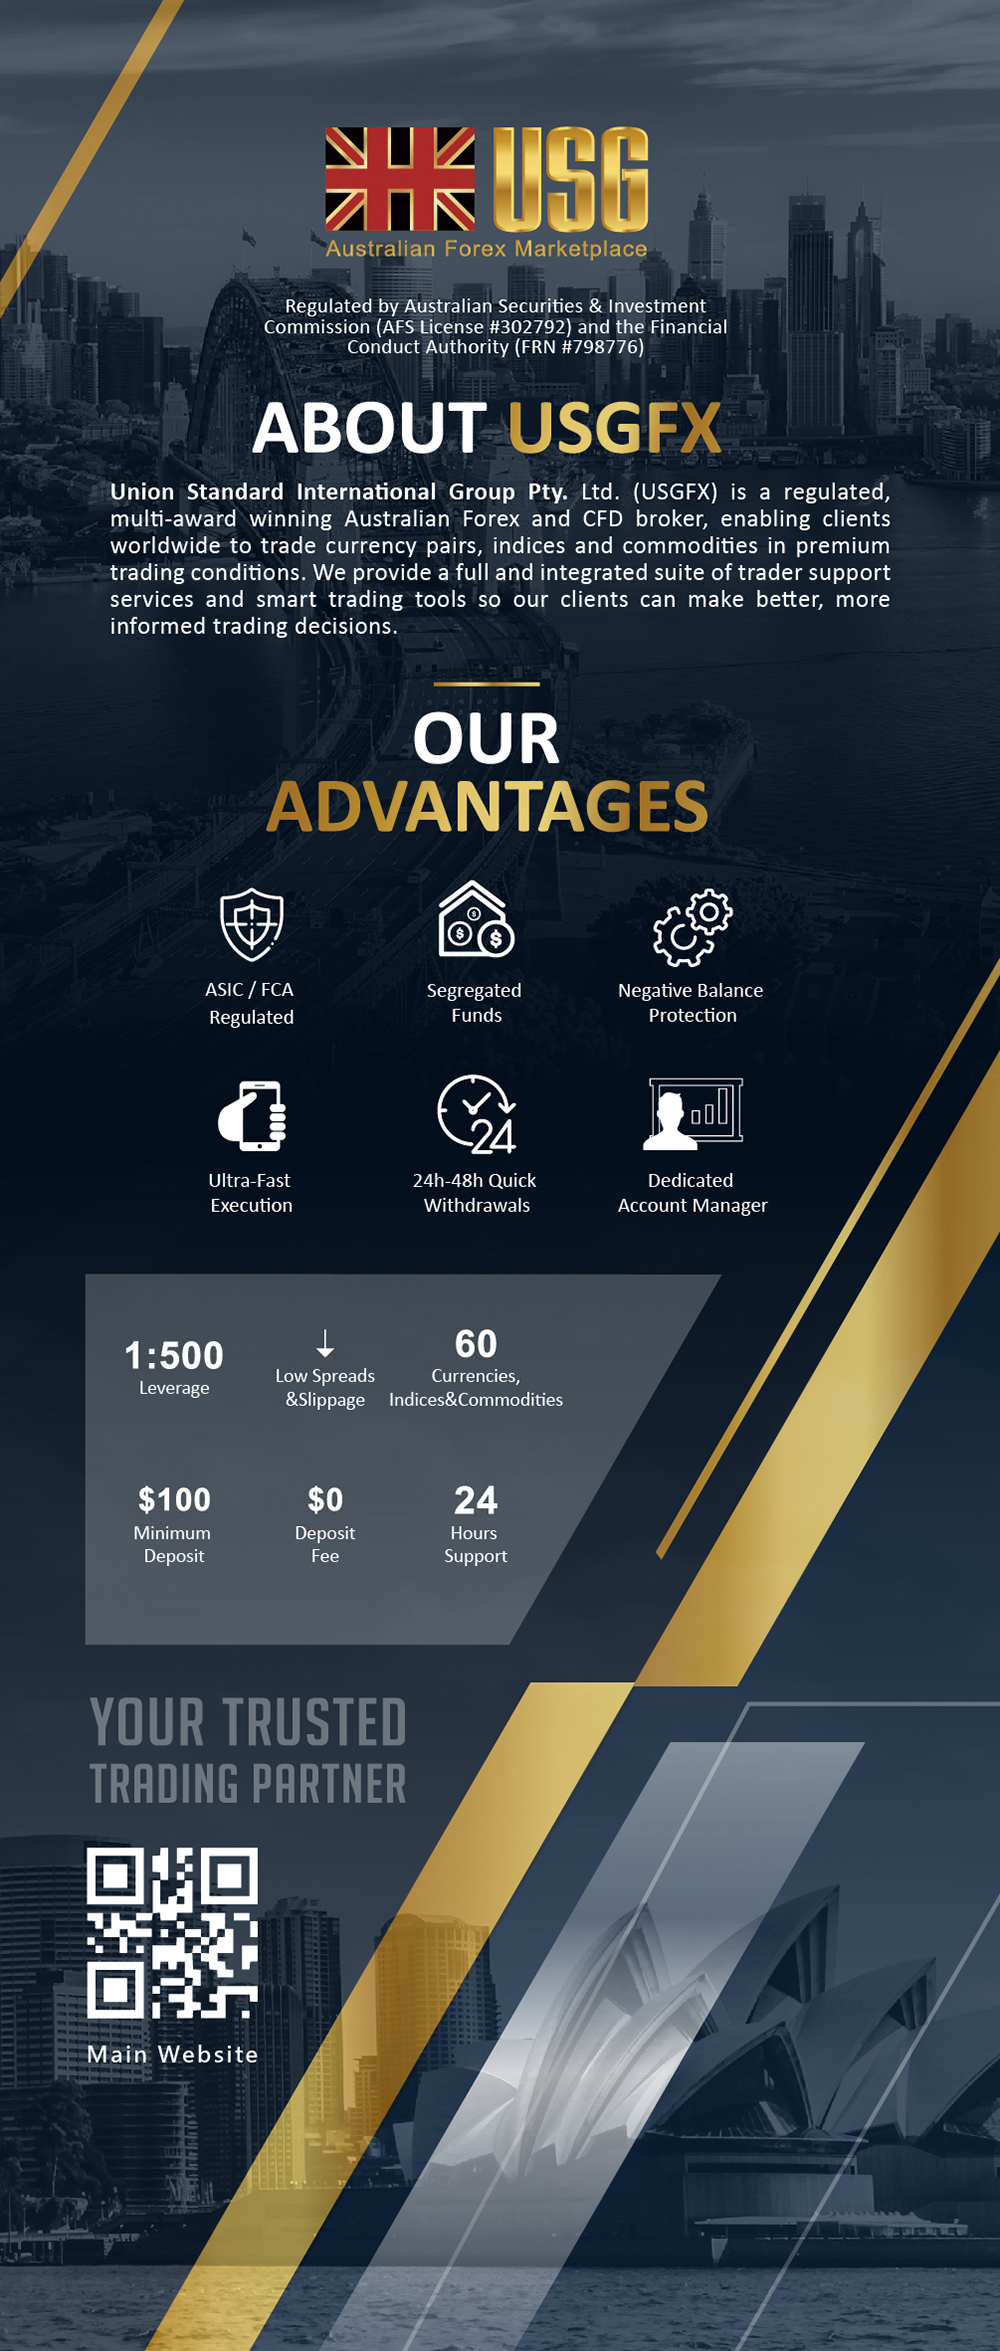 USG
Australian Forex Marketplace
Regulated by Australian Securities & Investment
Commission (AFS License #302792) and the Financial
Conduct Authority (FRN #798776)
ABOUT USGFX
Union Standard International Group Pty. Ltd. (USGFX) is a regulated,
multi-award winning Australian Forex and CFD broker, enabling clients
worldwide to trade currency pairs, indices and commodities in premium
trading conditions. We provide a full and integrated suite of trader support
services and smart trading tools so our clients can make better, more
informed trading decisions.
OUR
ADVANTAGES
ASIC / FCA
Regulated
Segregated
Funds
Negative Balance
Protection
24
Ultra-Fast
Execution
24h-48h Quick
Withdrawals
Dedicated
Account Manager
1:500
Leverage
Low Spreads
&Slippage
60
Currencies,
Indices&Commodities
$100
Minimum
Deposit
$0
Deposit
Fee
24
Hours
Support
YOUR TRUSTED
TRADING PARTNER
Main Website